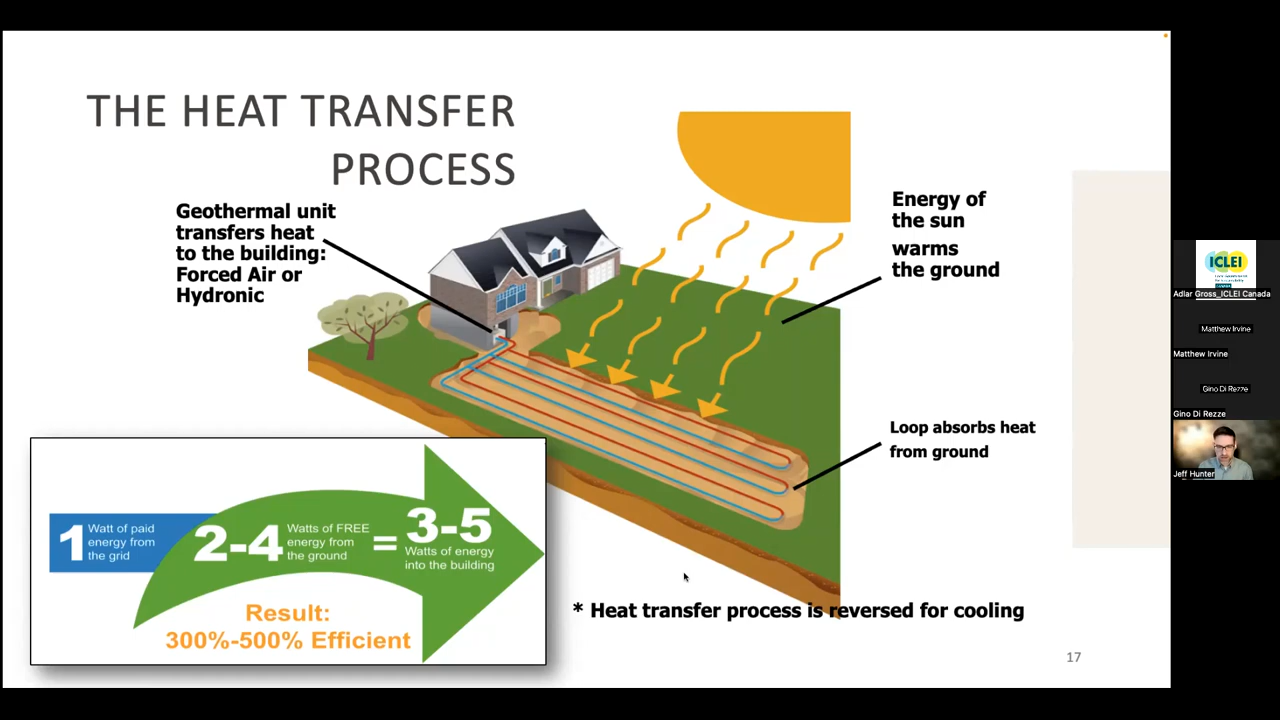 THE HEAT TRANSFER
PROCESS
Geothermal unit
transfers heat
to the building:
Forced Air or
Hydronic
Energy of
the sun
warms
the ground
Loop absorbs heat
from ground
1
Watt of paid
energy from
the grid
2-4
Watts of FREE
energy from
the ground
=
3-5
Watts of energy
into the building
Result:
300%-500% Efficient
* Heat transfer process is reversed for cooling
17
ICLEI
Adlar Gross_ICLEI Canada
Matthew Irvine
Matthew Irvine
Gino Di Rezze
Gino Di Rezze
Jeff Hunter